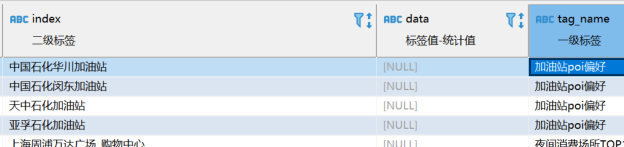 ABC index ABC data ABC tag_name
二级标签 标签值-统计值 一级标签
中国石化华川加油站 [NULL] 加油站poi偏好
中国石化闵东加油站 [NULL] 加油站poi偏好
天中石化加油站 [NULL] 加油站poi偏好
亚孚石化加油站 [NULL] 加油站poi偏好
上海周浦万达广场_购物中心 [NULL] 夜间消费场所TOP